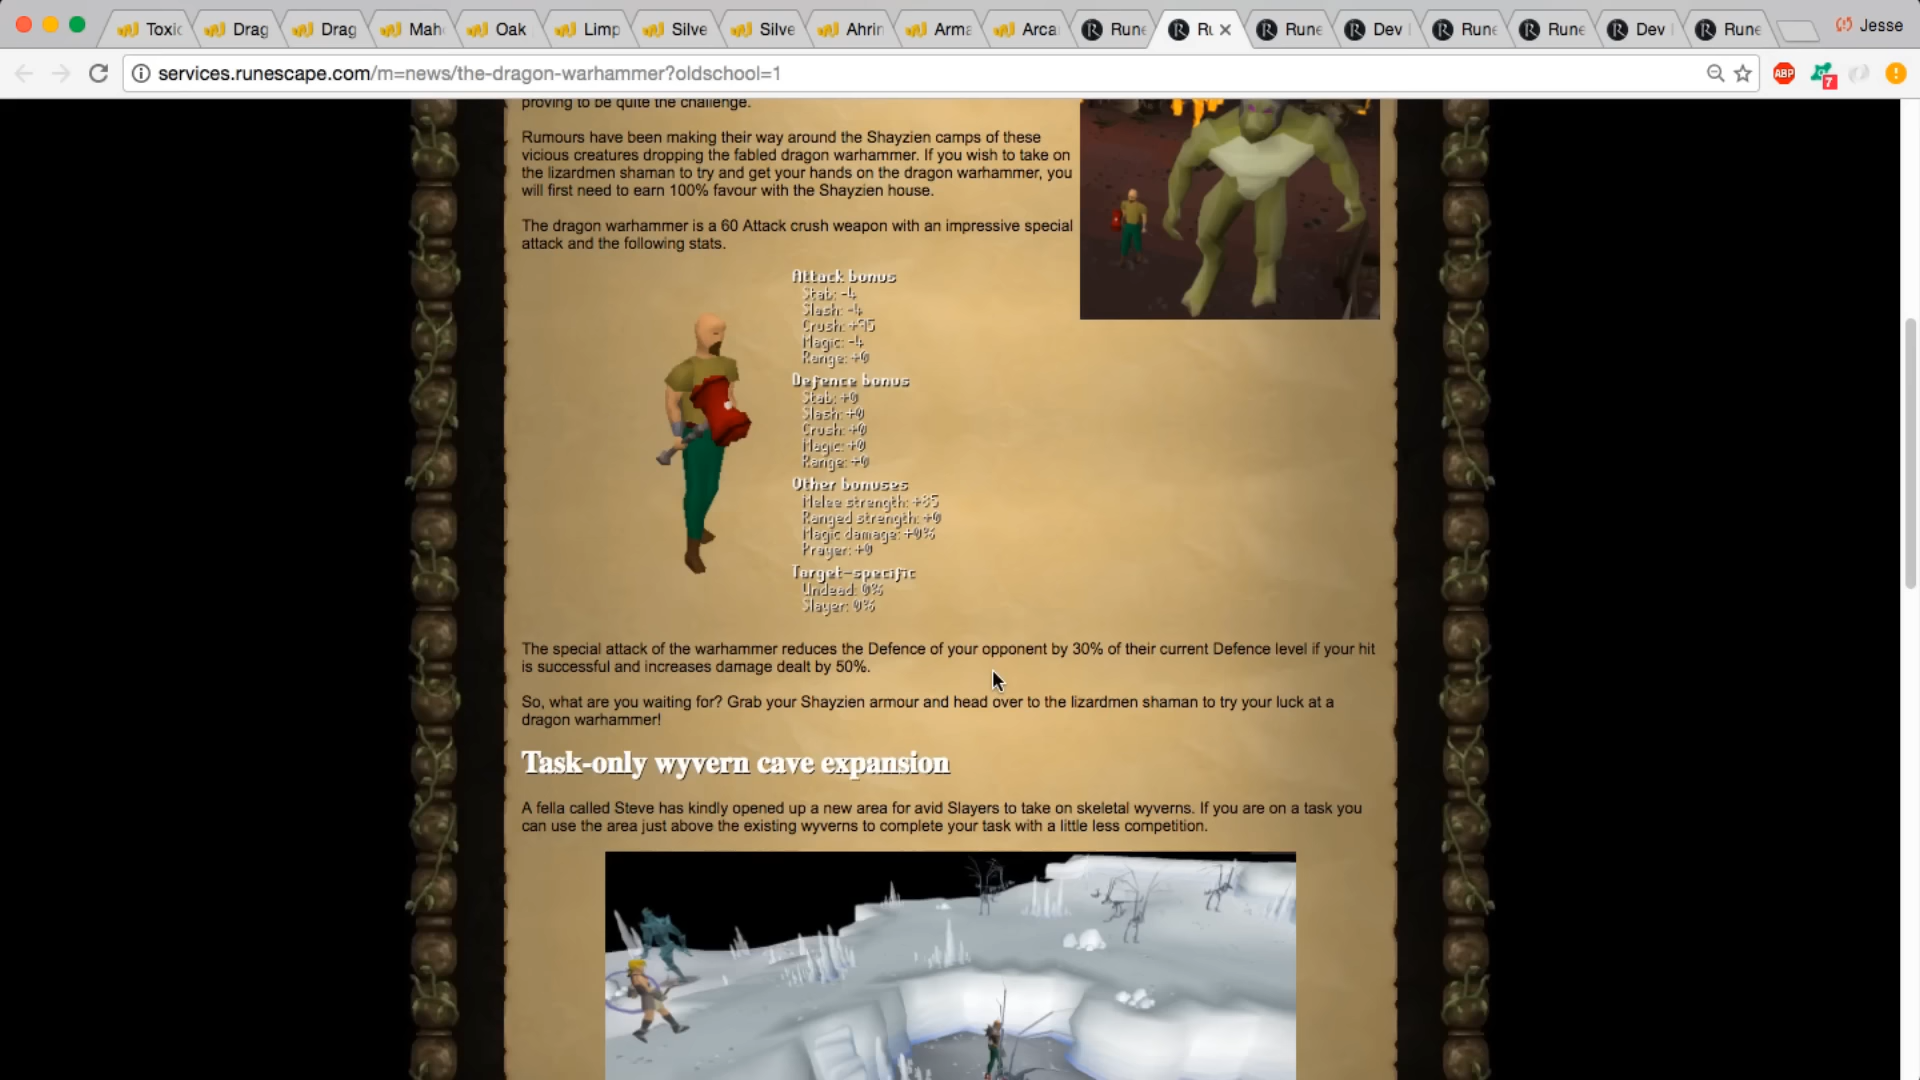 Toxic
Drag
Drag
Mah
Oak
Limp
Silve
Silve
Ahrin
Arma
Arca
Rune
Ru
Rune
Dev
Rune
Rune
Dev
Rune
Jesse
services.runescape.com/m=news/the-dragon-warhammer?oldschool=1
ABP
7
proving to be quite the challenge.
Rumours have been making their way around the Shayzien camps of these
vicious creatures dropping the fabled dragon warhammer. If you wish to take on
the lizardmen shaman to try and get your hands on the dragon warhammer, you
will first need to earn 100% favour with the Shayzien house.
The dragon warhammer is a 60 Attack crush weapon with an impressive special
attack and the following stats.
Attack bonus
Stab: -4
Slash: -4
Crush: +95
Magic: -4
Range: +0
Defence bonus
Stab: +0
Slash: +0
Crush: +0
Magic: +0
Range: +0
Other bonuses
Melee strength: +85
Ranged strength: +0
Magic damage: +0%
Prayer: +0
Target-specific
Undead: 0%
Slayer: 0%
The special attack of the warhammer reduces the Defence of your opponent by 30% of their current Defence level if your hit
is successful and increases damage dealt by 50%.
So, what are you waiting for? Grab your Shayzien armour and head over to the lizardmen shaman to try your luck at a
dragon warhammer!
Task-only wyvern cave expansion
A fella called Steve has kindly opened up a new area for avid Slayers to take on skeletal wyverns. If you are on a task you
can use the area just above the existing wyverns to complete your task with a little less competition.